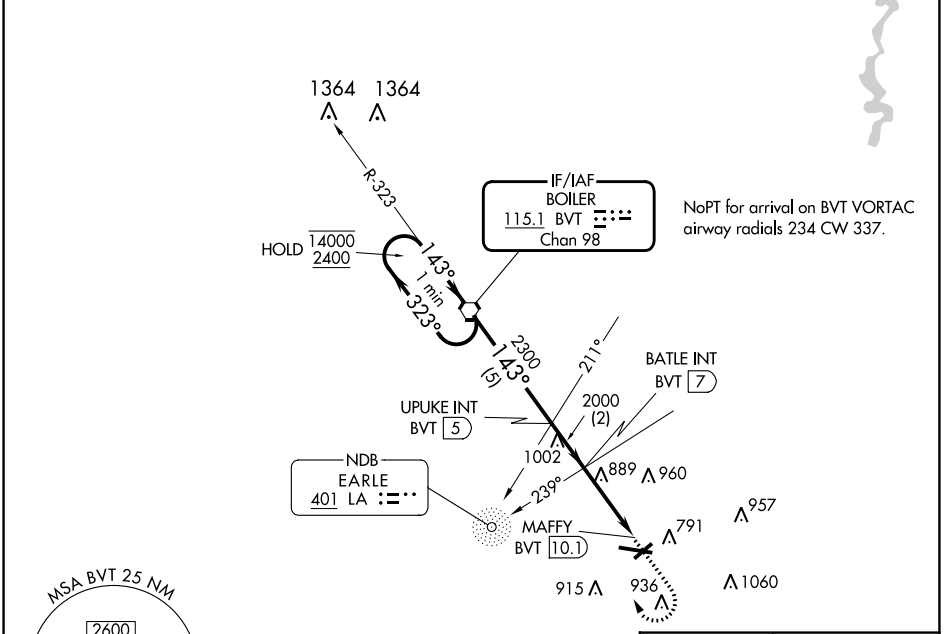 1364 1364
R-323
IF/IAF
BOILER
115.1 BVT
Chan 98
NoPT for arrival on BVT VORTAC
airway radials 234 CW 337.
HOLD 14000
2400
143°
1 min
323°
2300
143°
(5)
211°
BATLE INT
BVT 7
2000
(2)
UPUKE INT
BVT 5
1002
NDB
EARLE
401 LA
239°
889 960
MAFFY
BVT 10.1
791
957
915 936
1060
MSA BVT 25 NM
2600